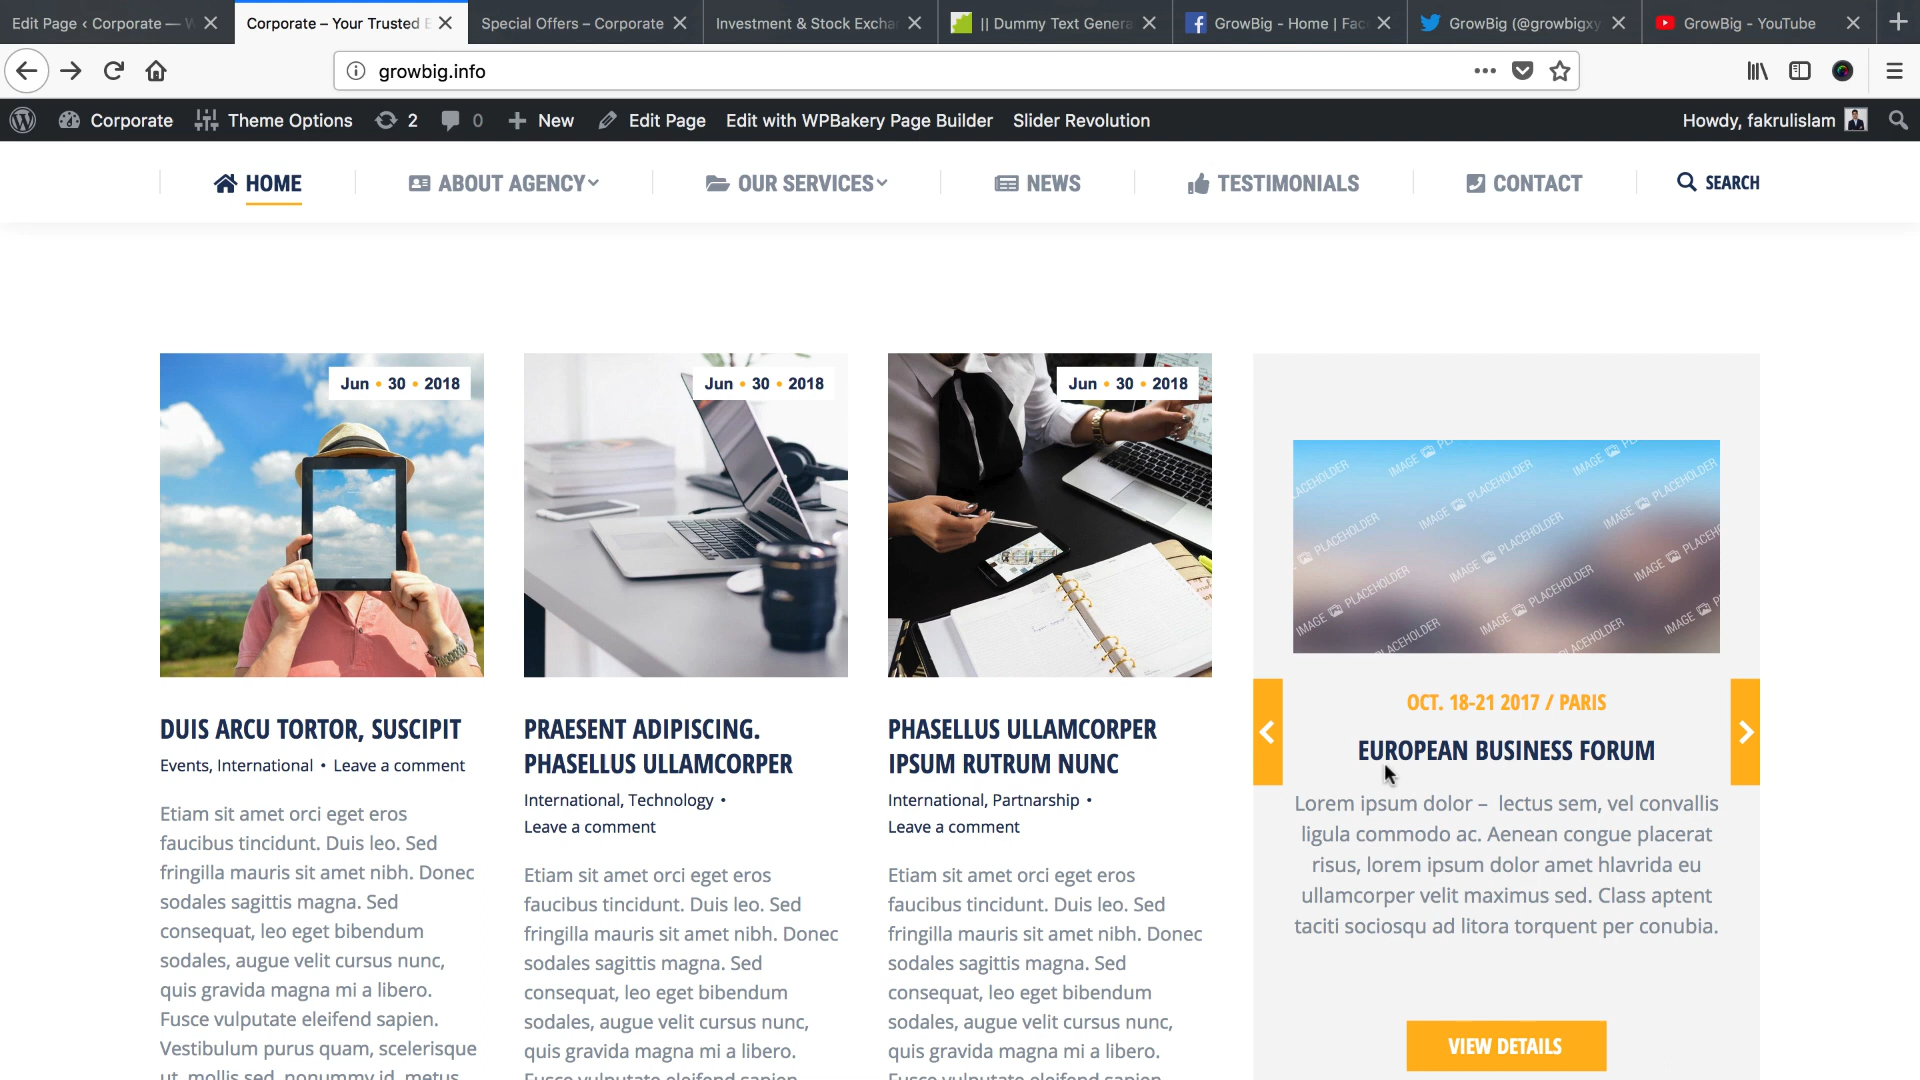 Edit Page ‹ Corporate — W
Corporate – Your Trusted B
Special Offers – Corporate
Investment & Stock Exchan
|| Dummy Text Genera
GrowBig - Home | Fac
GrowBig (@growbigxy
GrowBig - YouTube
growbig.info
Corporate
Theme Options
2
0
New
Edit Page
Edit with WPBakery Page Builder
Slider Revolution
Howdy, fakrulislam
HOME
ABOUT AGENCY
OUR SERVICES
NEWS
TESTIMONIALS
CONTACT
SEARCH
Jun • 30 • 2018
DUIS ARCU TORTOR, SUSCIPIT
Events, International • Leave a comment
Etiam sit amet orci eget eros
faucibus tincidunt. Duis leo. Sed
fringilla mauris sit amet nibh. Donec
sodales sagittis magna. Sed
consequat, leo eget bibendum
sodales, augue velit cursus nunc,
quis gravida magna mi a libero.
Fusce vulputate eleifend sapien.
Vestibulum purus quam, scelerisque
ut, mollis sed, nonummy id, metus.
Jun • 30 • 2018
PRAESENT ADIPISCING.
PHASELLUS ULLAMCORPER
International, Technology •
Leave a comment
Etiam sit amet orci eget eros
faucibus tincidunt. Duis leo. Sed
fringilla mauris sit amet nibh. Donec
sodales sagittis magna. Sed
consequat, leo eget bibendum
sodales, augue velit cursus nunc,
quis gravida magna mi a libero.
Fusce vulputate eleifend sapien.
Jun • 30 • 2018
PHASELLUS ULLAMCORPER
IPSUM RUTRUM NUNC
International, Partnarship •
Leave a comment
Etiam sit amet orci eget eros
faucibus tincidunt. Duis leo. Sed
fringilla mauris sit amet nibh. Donec
sodales sagittis magna. Sed
consequat, leo eget bibendum
sodales, augue velit cursus nunc,
quis gravida magna mi a libero.
Fusce vulputate eleifend sapien.
IMAGE PLACEHOLDER
OCT. 18-21 2017 / PARIS
EUROPEAN BUSINESS FORUM
Lorem ipsum dolor – lectus sem, vel convallis
ligula commodo ac. Aenean congue placerat
risus, lorem ipsum dolor amet hlavrida eu
ullamcorper velit maximus sed. Class aptent
taciti sociosqu ad litora torquent per conubia.
VIEW DETAILS